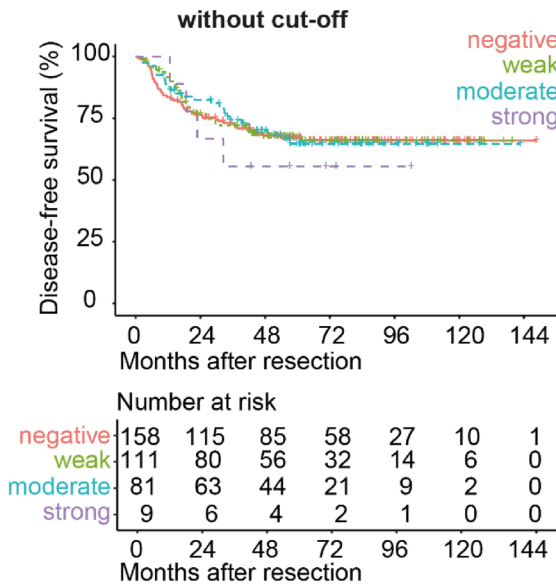 without cut-off
negative
weak
moderate
strong
Disease-free survival (%)
100
75
50
25
0
0 24 48 72 96 120 144
Months after resection
Number at risk
negative 158 115 85 58 27 10 1
weak 111 80 56 32 14 6 0
moderate 81 63 44 21 9 2 0
strong 9 6 4 2 1 0 0
0 24 48 72 96 120 144
Months after resection